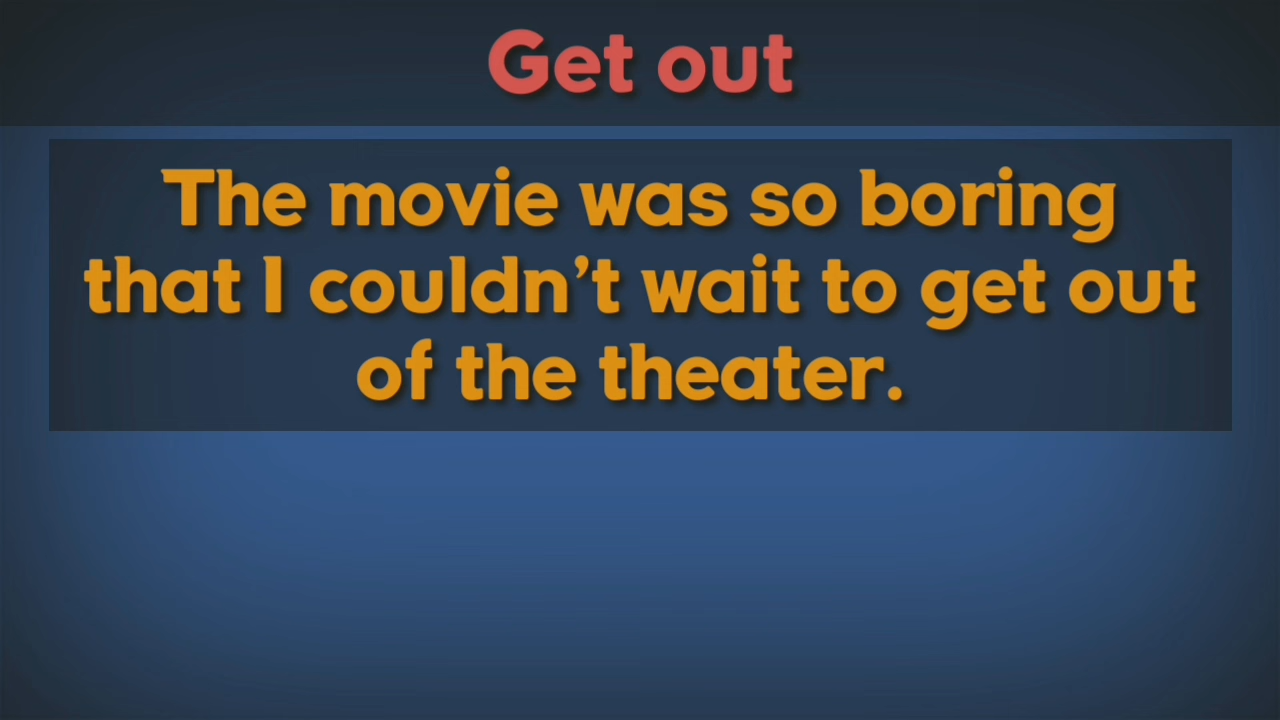 Get out
The movie was so boring
that I couldn’t wait to get out
of the theater.